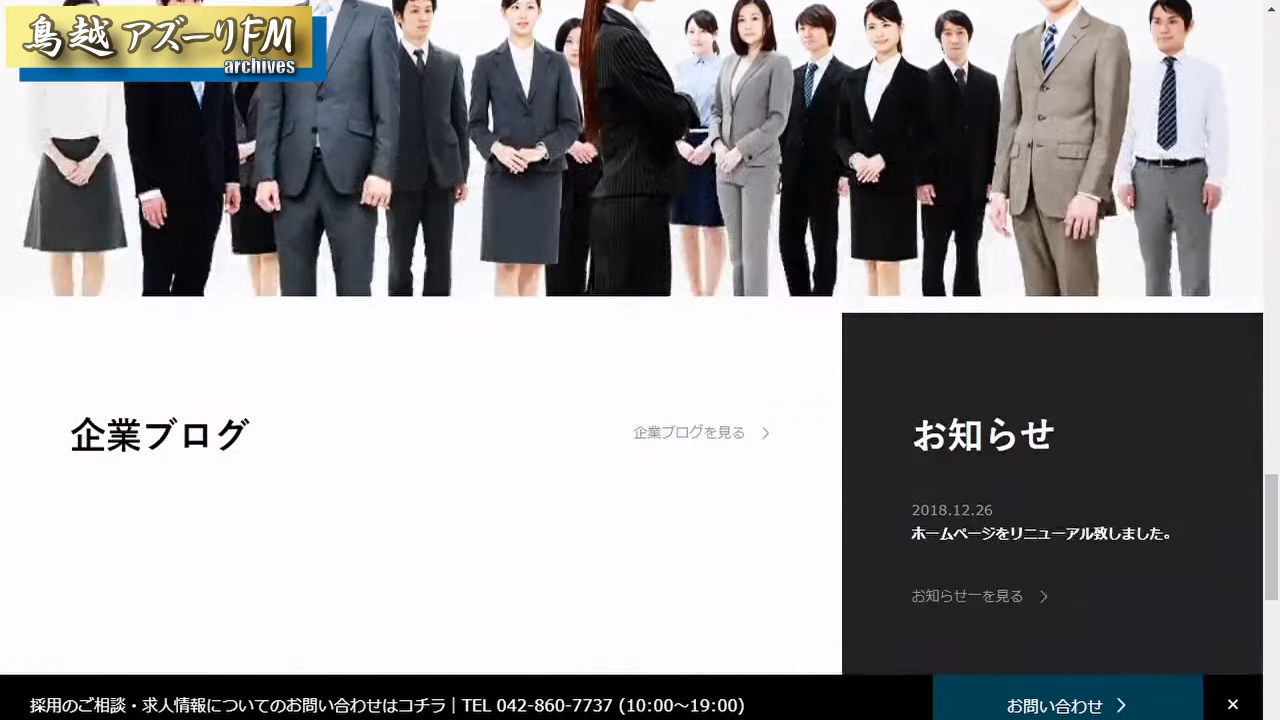 鳥越アズーリFM
archives
企業ブログ
企業ブログを見る
お知らせ
2018.12.26
ホームページをリニューアル致しました。
お知らせーを見る
採用のご相談・求人情報についてのお問い合わせはコチラ | TEL 042-860-7737 (10:00〜19:00)
お問い合わせ
×